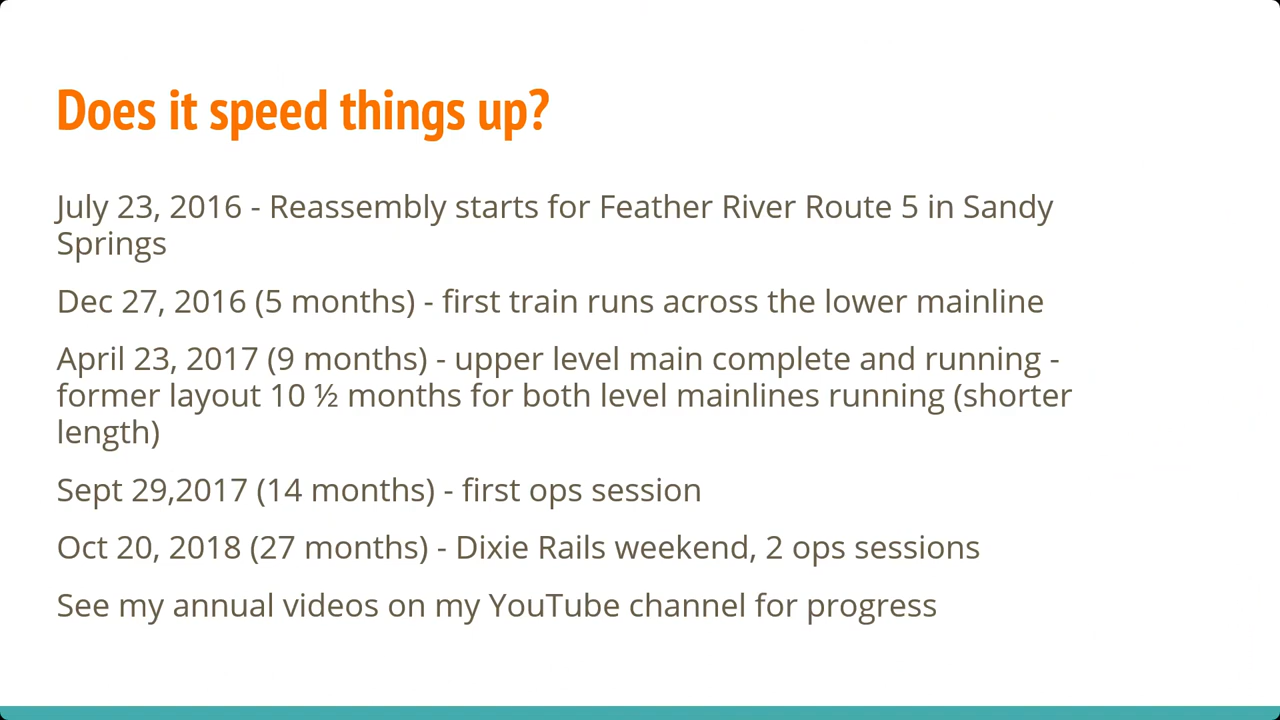 Does it speed things up?
July 23, 2016 - Reassembly starts for Feather River Route 5 in Sandy
Springs
Dec 27, 2016 (5 months) - first train runs across the lower mainline
April 23, 2017 (9 months) - upper level main complete and running -
former layout 10 ½ months for both level mainlines running (shorter
length)
Sept 29,2017 (14 months) - first ops session
Oct 20, 2018 (27 months) - Dixie Rails weekend, 2 ops sessions
See my annual videos on my YouTube channel for progress